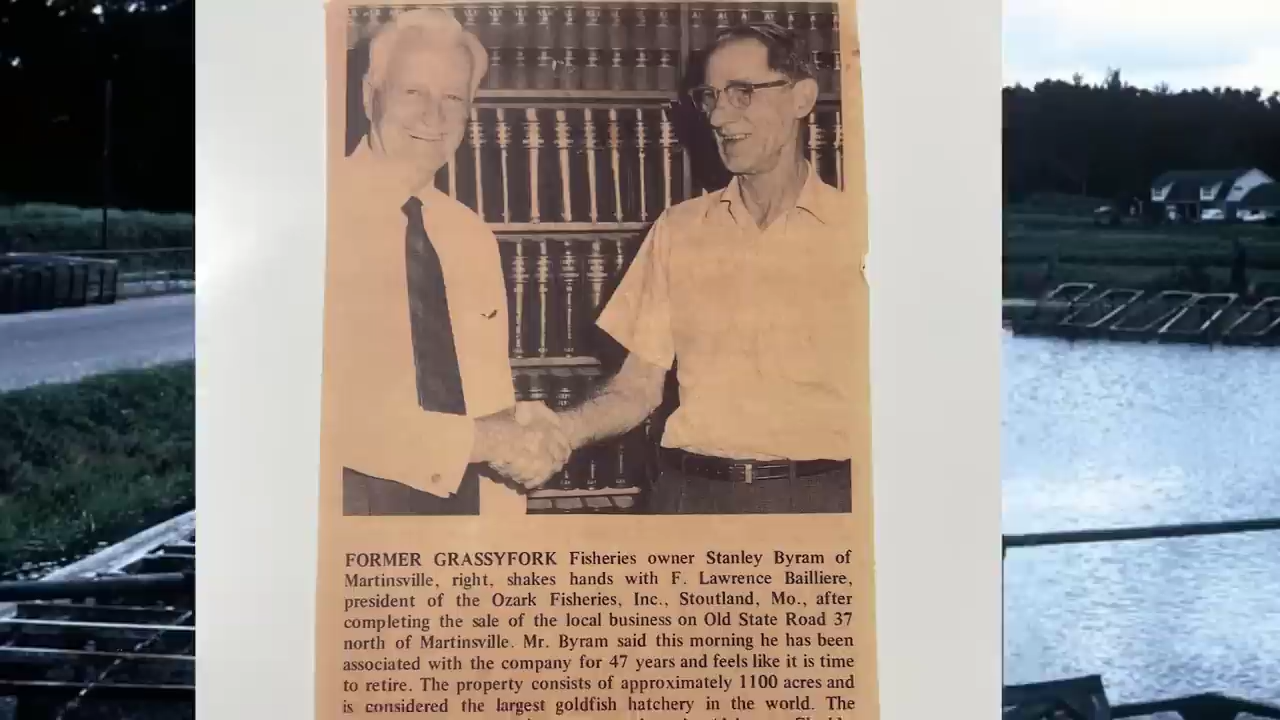 FORMER GRASSYFORK Fisheries owner Stanley Byram of
Martinsville, right, shakes hands with F. Lawrence Bailliere,
president of the Ozark Fisheries, Inc., Stoutland, Mo., after
completing the sale of the local business on Old State Road 37
north of Martinsville. Mr. Byram said this morning he has been
associated with the company for 47 years and feels like it is time
to retire. The property consists of approximately 1100 acres and
is considered the largest goldfish hatchery in the world. The